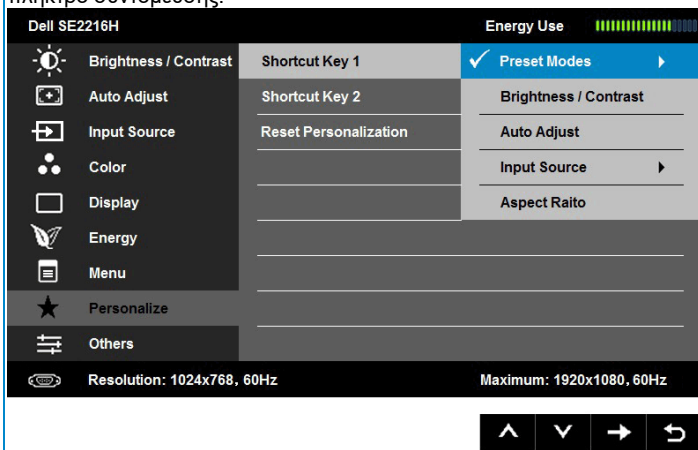 πλήκτρο συντόμευσης.
Dell SE2216H Energy Use
Brightness / Contrast Shortcut Key 1 Preset Modes
Auto Adjust Shortcut Key 2 Brightness / Contrast
Input Source Reset Personalization Auto Adjust
Color Input Source
Display Aspect Raito
Energy
Menu
Personalize
Others
Resolution: 1024x768, 60Hz Maximum: 1920x1080, 60Hz